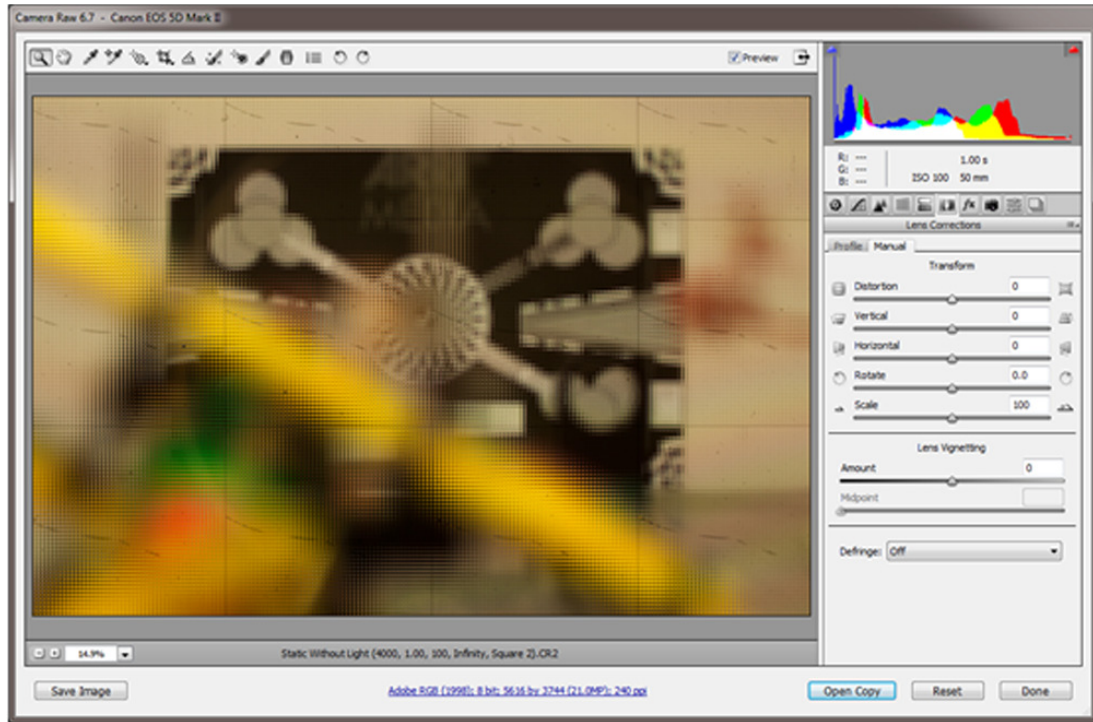 Camera Raw 6.7 - Canon EOS 5D Mark II
Preview
R: ---
G: ---
B: ---
1.00 s
ISO 100 50 mm
Lens Corrections
Profile Manual
Transform
Distortion 0
Vertical 0
Horizontal 0
Rotate 0.0
Scale 100
Lens Vignetting
Amount 0
Midpoint
Defringe: Off
14.9%
Static Without Light (4000, 1.00, 100, Infinity, Square 2).CR2
Save Image
Adobe RGB (1998); 8 bit; 5616 by 3744 (21.0MP); 240 ppi
Open Copy
Reset
Done